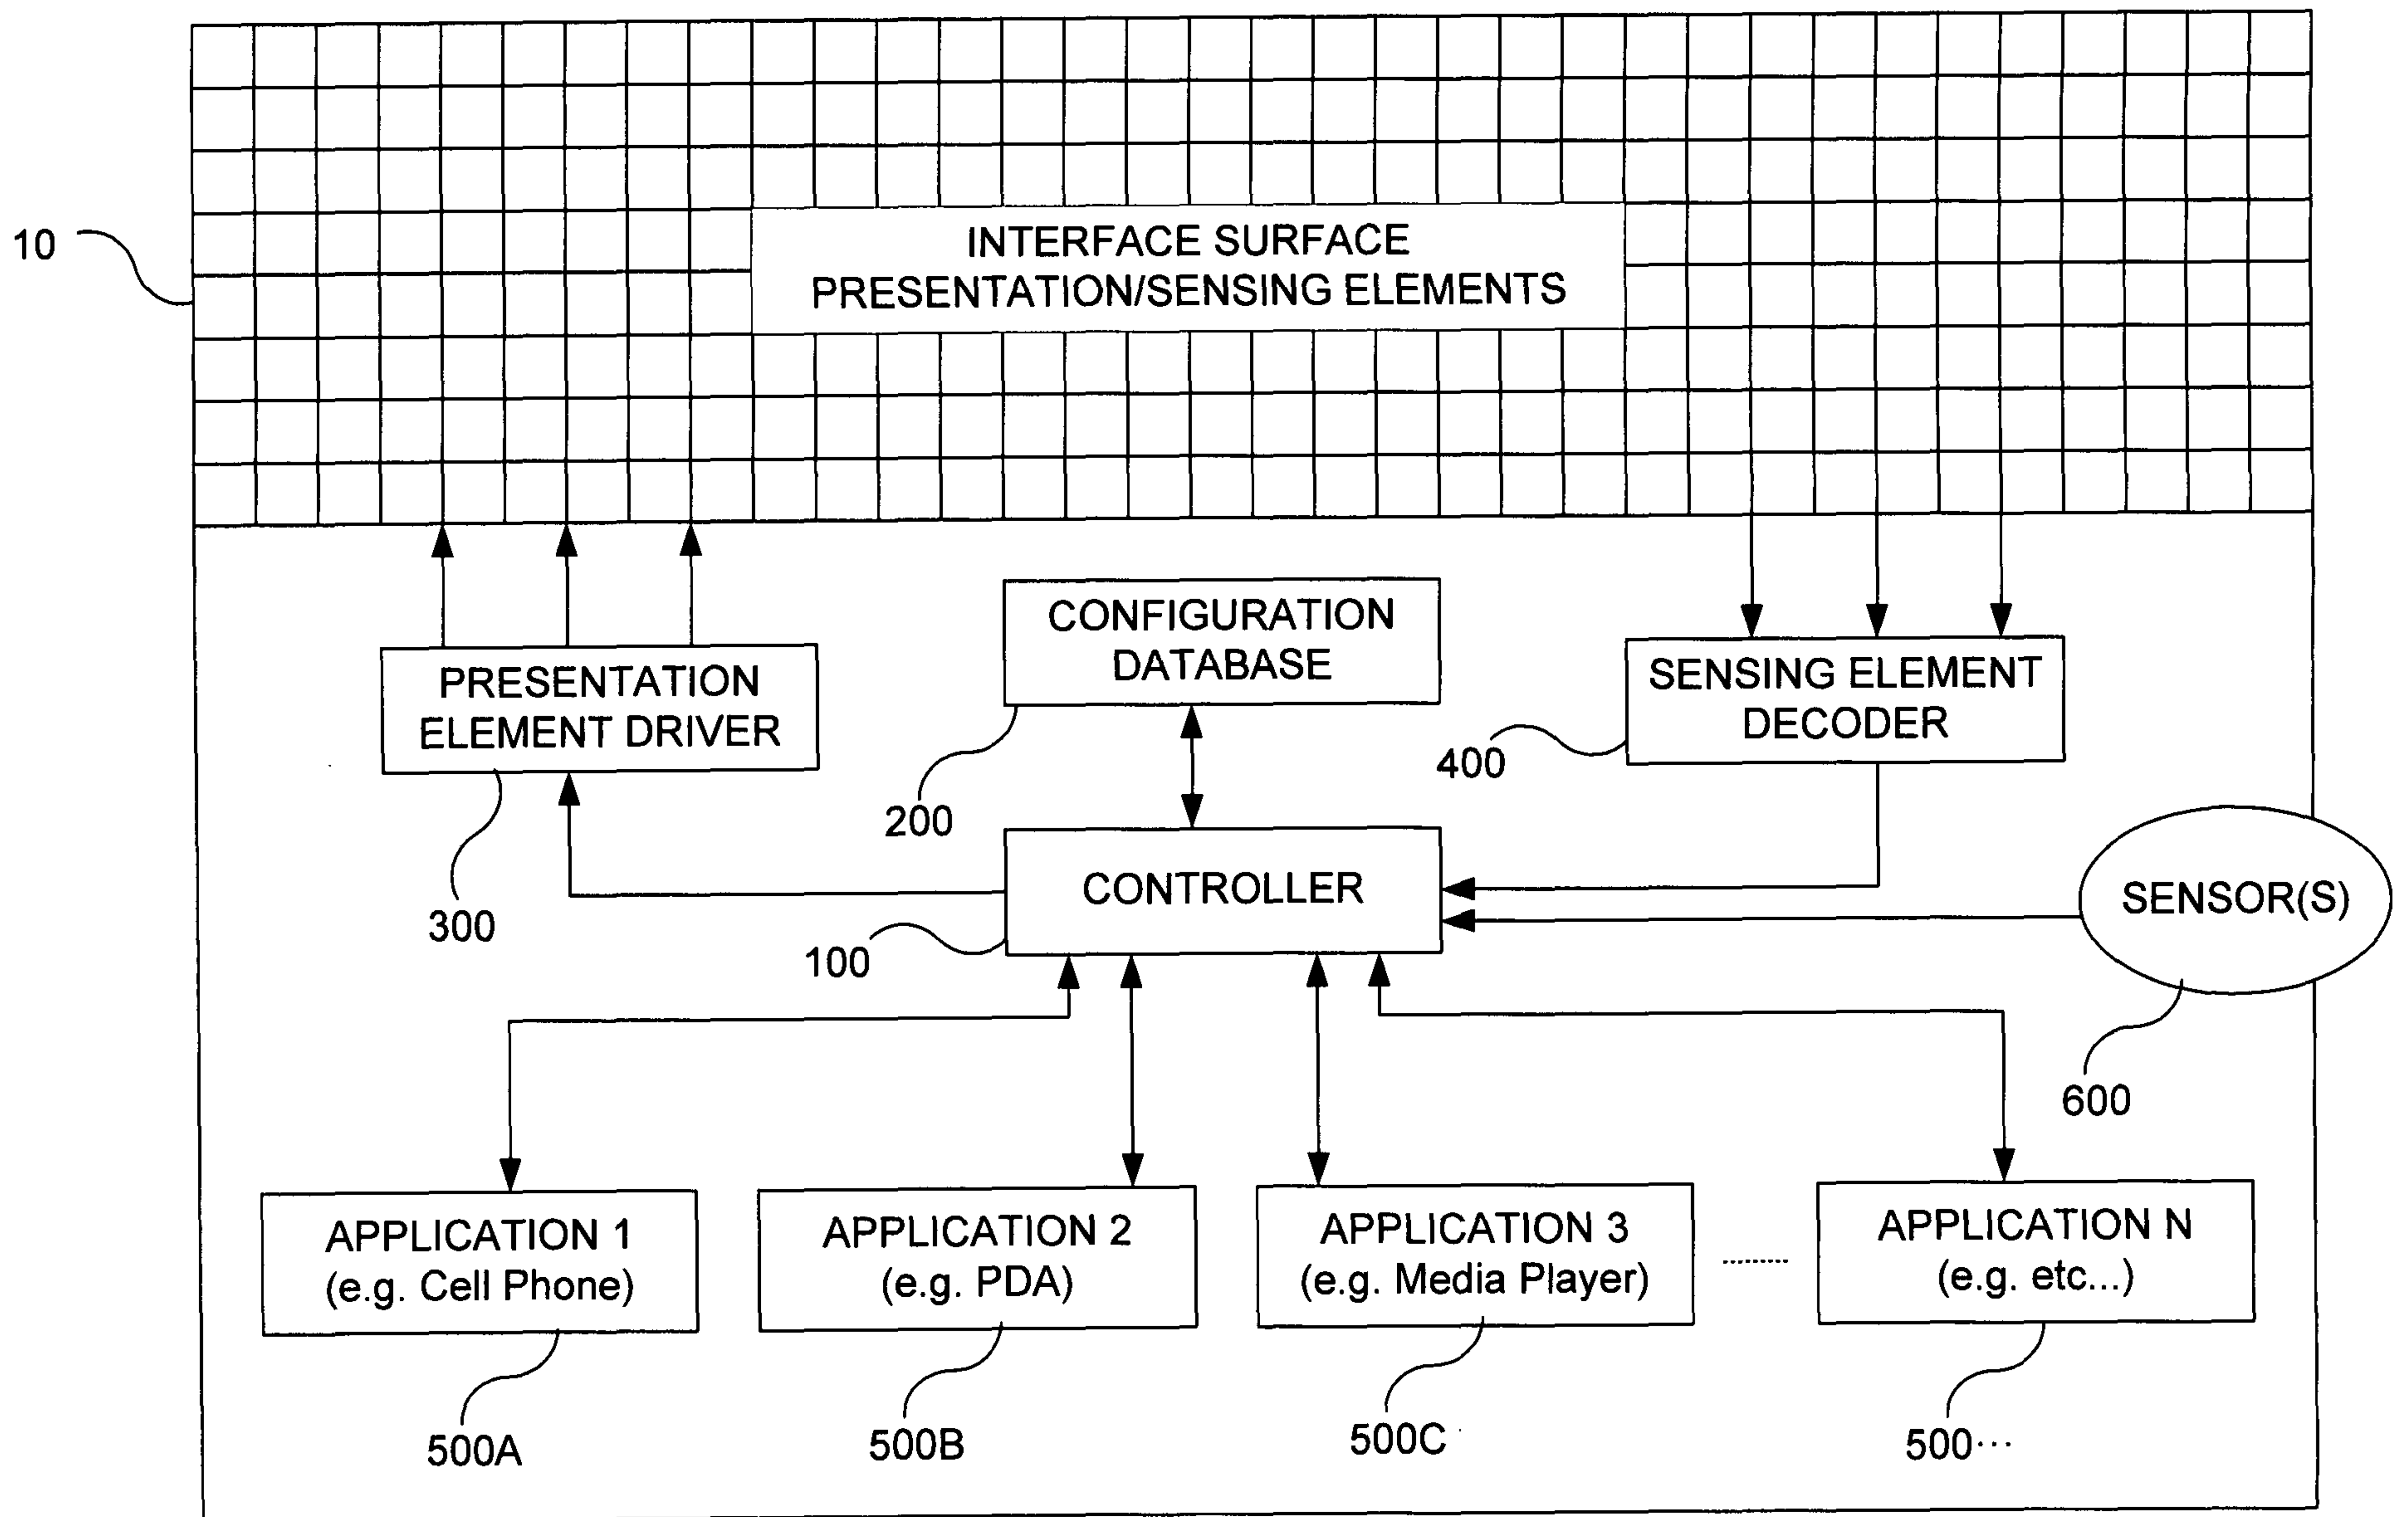 INTERFACE SURFACE
PRESENTATION/SENSING ELEMENTS
10
CONFIGURATION
DATABASE
PRESENTATION
ELEMENT DRIVER
SENSING ELEMENT
DECODER
400
200
CONTROLLER
SENSOR(S)
300
100
600
APPLICATION 1
(e.g. Cell Phone)
APPLICATION 2
(e.g. PDA)
APPLICATION 3
(e.g. Media Player)
........
APPLICATION N
(e.g. etc...)
500A
500B
500C
500···